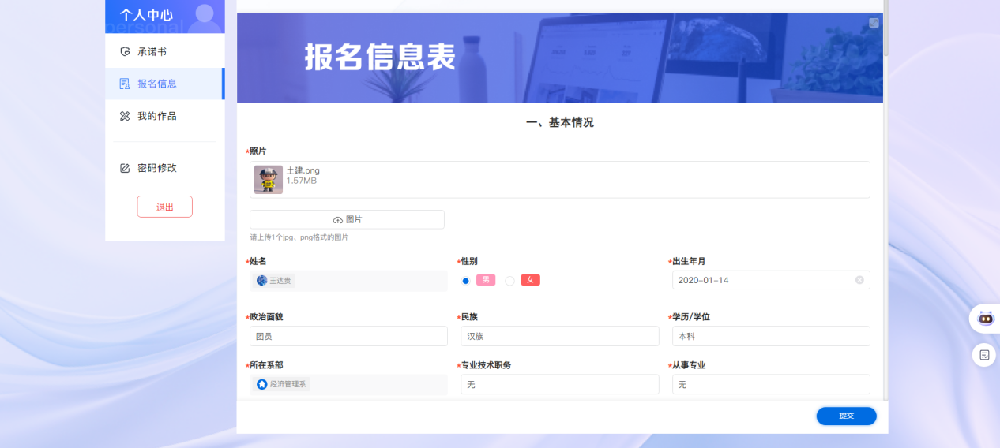 个人中心
personal
承诺书
报名信息
我的作品
密码修改
退出
报名信息表
一、基本情况
*照片
土建.png
1.57MB
图片
请上传1个jpg、png格式的图片
*姓名 *性别 *出生年月
王达贵 男 女 2020-01-14
*政治面貌 *民族 *学历/学位
团员 汉族 本科
*所在系部 *专业技术职务 *从事专业
经济管理系 无 无
提交